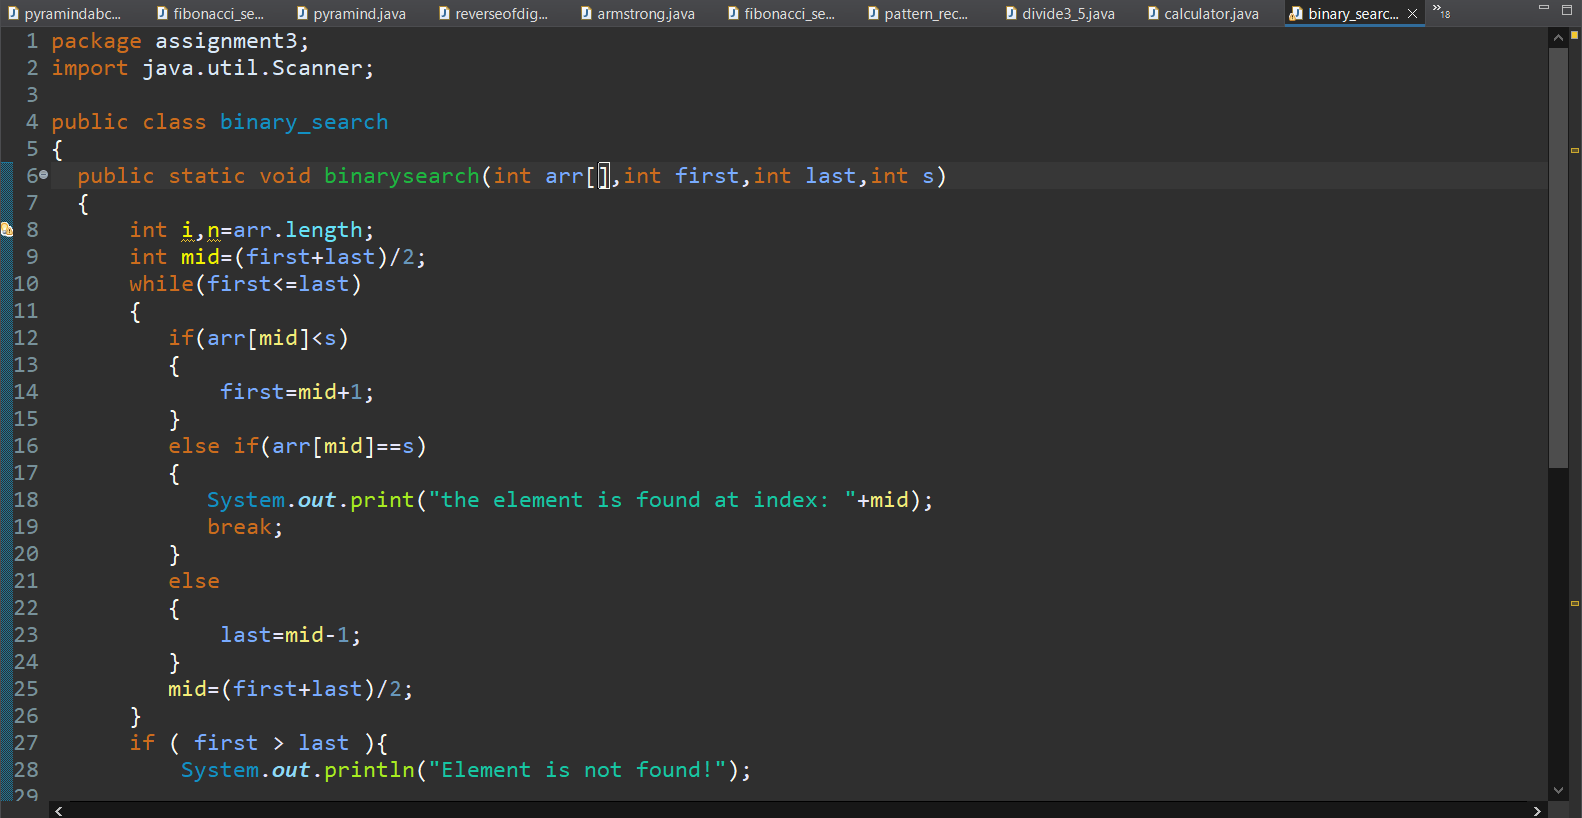 pyramindabc... fibonacci_se... pyramind.java reverseofdig... armstrong.java fibonacci_se... pattern_rec... divide3_5.java calculator.java binary_searc... »18
1 package assignment3;
2 import java.util.Scanner;
3
4 public class binary_search
5 {
6 public static void binarysearch(int arr[],int first,int last,int s)
7 {
8 int i,n=arr.length;
9 int mid=(first+last)/2;
10 while(first<=last)
11 {
12 if(arr[mid]<s)
13 {
14 first=mid+1;
15 }
16 else if(arr[mid]==s)
17 {
18 System.out.print("the element is found at index: "+mid);
19 break;
20 }
21 else
22 {
23 last=mid-1;
24 }
25 mid=(first+last)/2;
26 }
27 if ( first > last ){
28 System.out.println("Element is not found!");
29